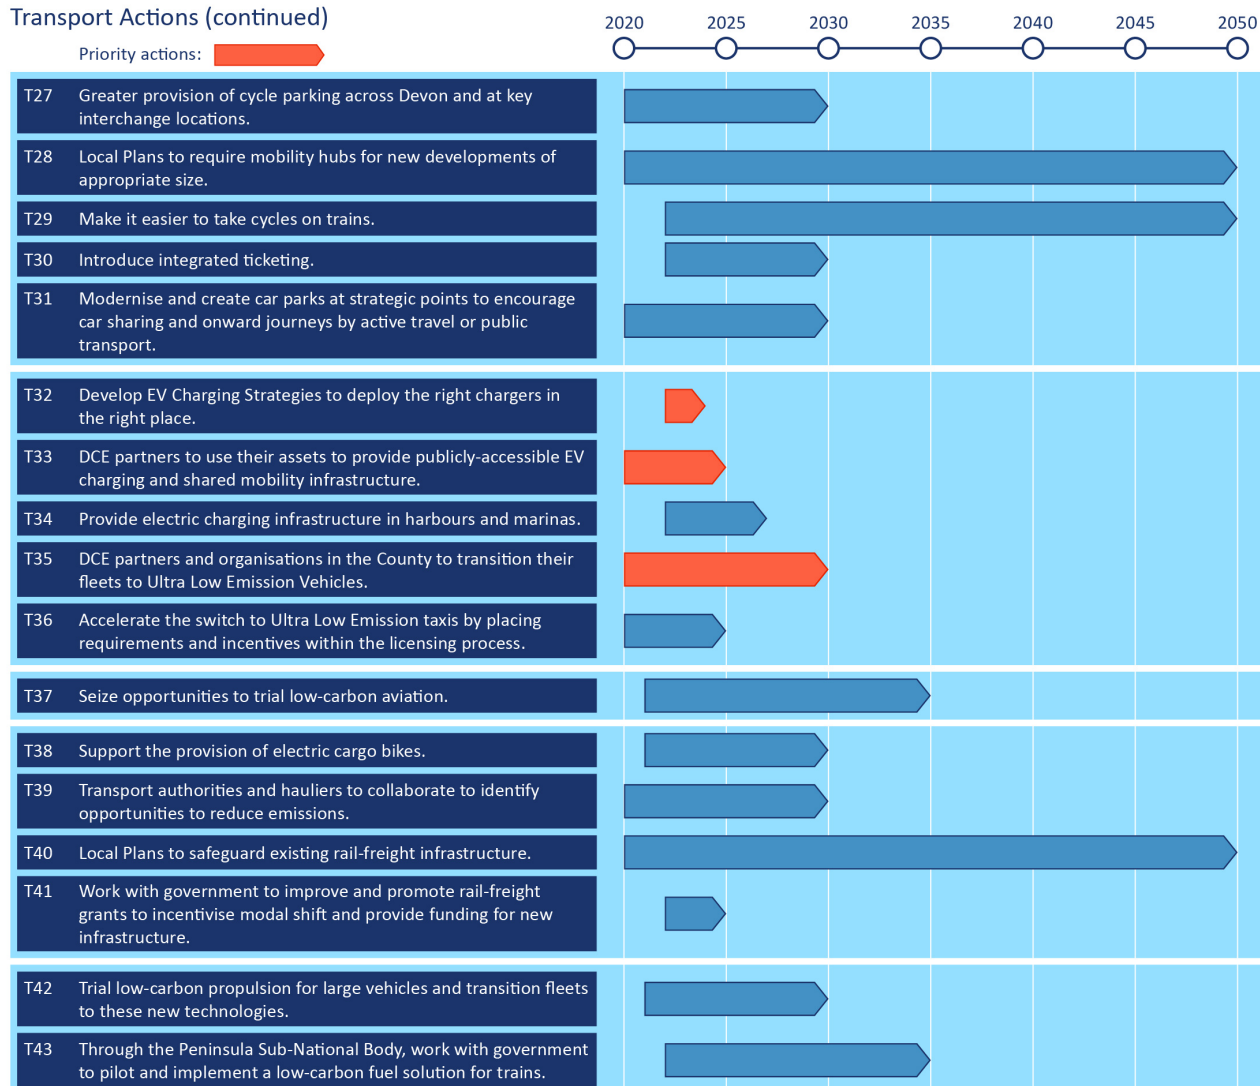 Transport Actions (continued)
2020 2025 2030 2035 2040 2045 2050
Priority actions:
T27 Greater provision of cycle parking across Devon and at key
interchange locations.
T28 Local Plans to require mobility hubs for new developments of
appropriate size.
T29 Make it easier to take cycles on trains.
T30 Introduce integrated ticketing.
T31 Modernise and create car parks at strategic points to encourage
car sharing and onward journeys by active travel or public
transport.
T32 Develop EV Charging Strategies to deploy the right chargers in
the right place.
T33 DCE partners to use their assets to provide publicly-accessible EV
charging and shared mobility infrastructure.
T34 Provide electric charging infrastructure in harbours and marinas.
T35 DCE partners and organisations in the County to transition their
fleets to Ultra Low Emission Vehicles.
T36 Accelerate the switch to Ultra Low Emission taxis by placing
requirements and incentives within the licensing process.
T37 Seize opportunities to trial low-carbon aviation.
T38 Support the provision of electric cargo bikes.
T39 Transport authorities and hauliers to collaborate to identify
opportunities to reduce emissions.
T40 Local Plans to safeguard existing rail-freight infrastructure.
T41 Work with government to improve and promote rail-freight
grants to incentivise modal shift and provide funding for new
infrastructure.
T42 Trial low-carbon propulsion for large vehicles and transition fleets
to these new technologies.
T43 Through the Peninsula Sub-National Body, work with government
to pilot and implement a low-carbon fuel solution for trains.